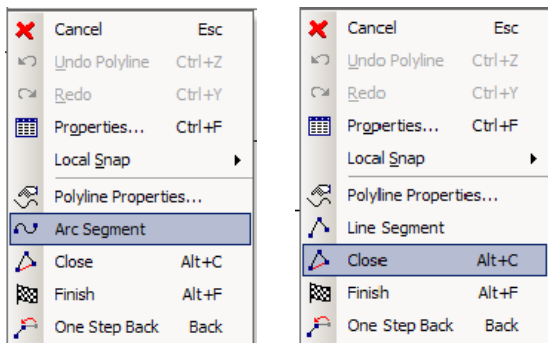 Cancel Esc
Undo Polyline Ctrl+Z
Redo Ctrl+Y
Properties... Ctrl+F
Local Snap
Polyline Properties...
Arc Segment
Close Alt+C
Finish Alt+F
One Step Back Back
Cancel Esc
Undo Polyline Ctrl+Z
Redo Ctrl+Y
Properties... Ctrl+F
Local Snap
Polyline Properties...
Line Segment
Close Alt+C
Finish Alt+F
One Step Back Back